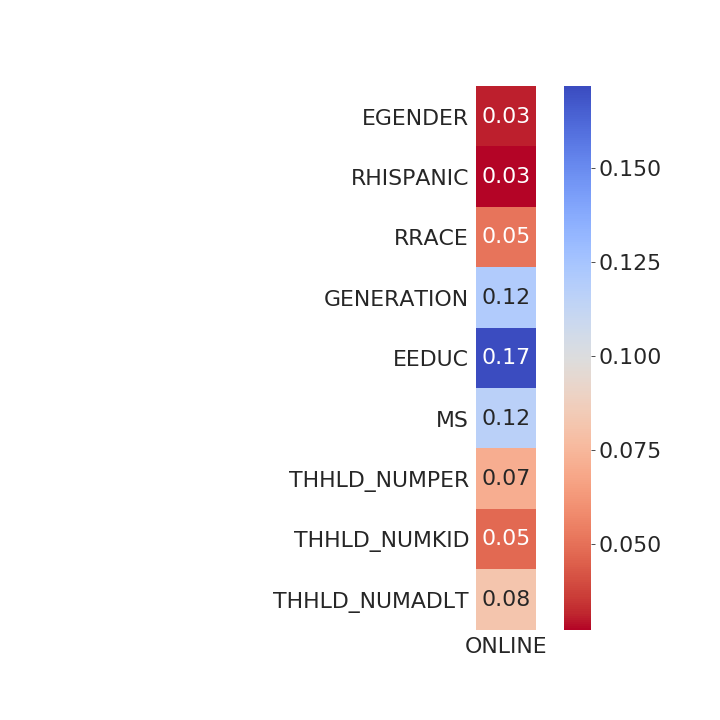 EGENDER 0.03
RHISPANIC 0.03
RRACE 0.05
GENERATION 0.12
EEDUC 0.17
MS 0.12
THHLD_NUMPER 0.07
THHLD_NUMKID 0.05
THHLD_NUMADLT 0.08
ONLINE
0.150
0.125
0.100
0.075
0.050